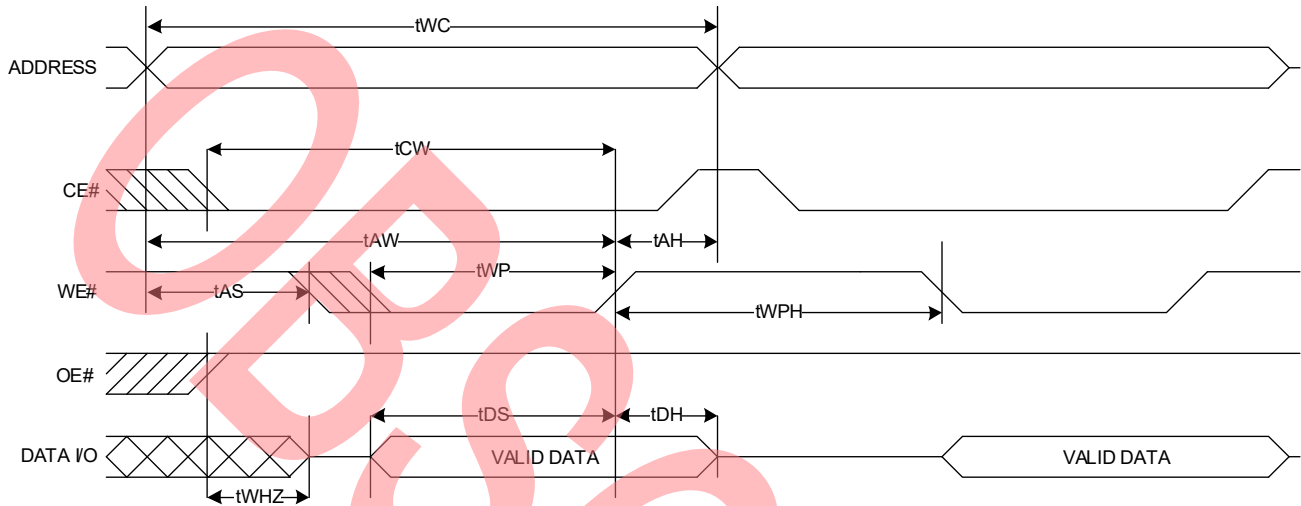 tWC
ADDRESS
tCW
CE#
tAW
tAH
tWP
WE#
tAS
tWPH
OE#
tDS
tDH
DATA I/O
VALID DATA
VALID DATA
tWHZ
OBS